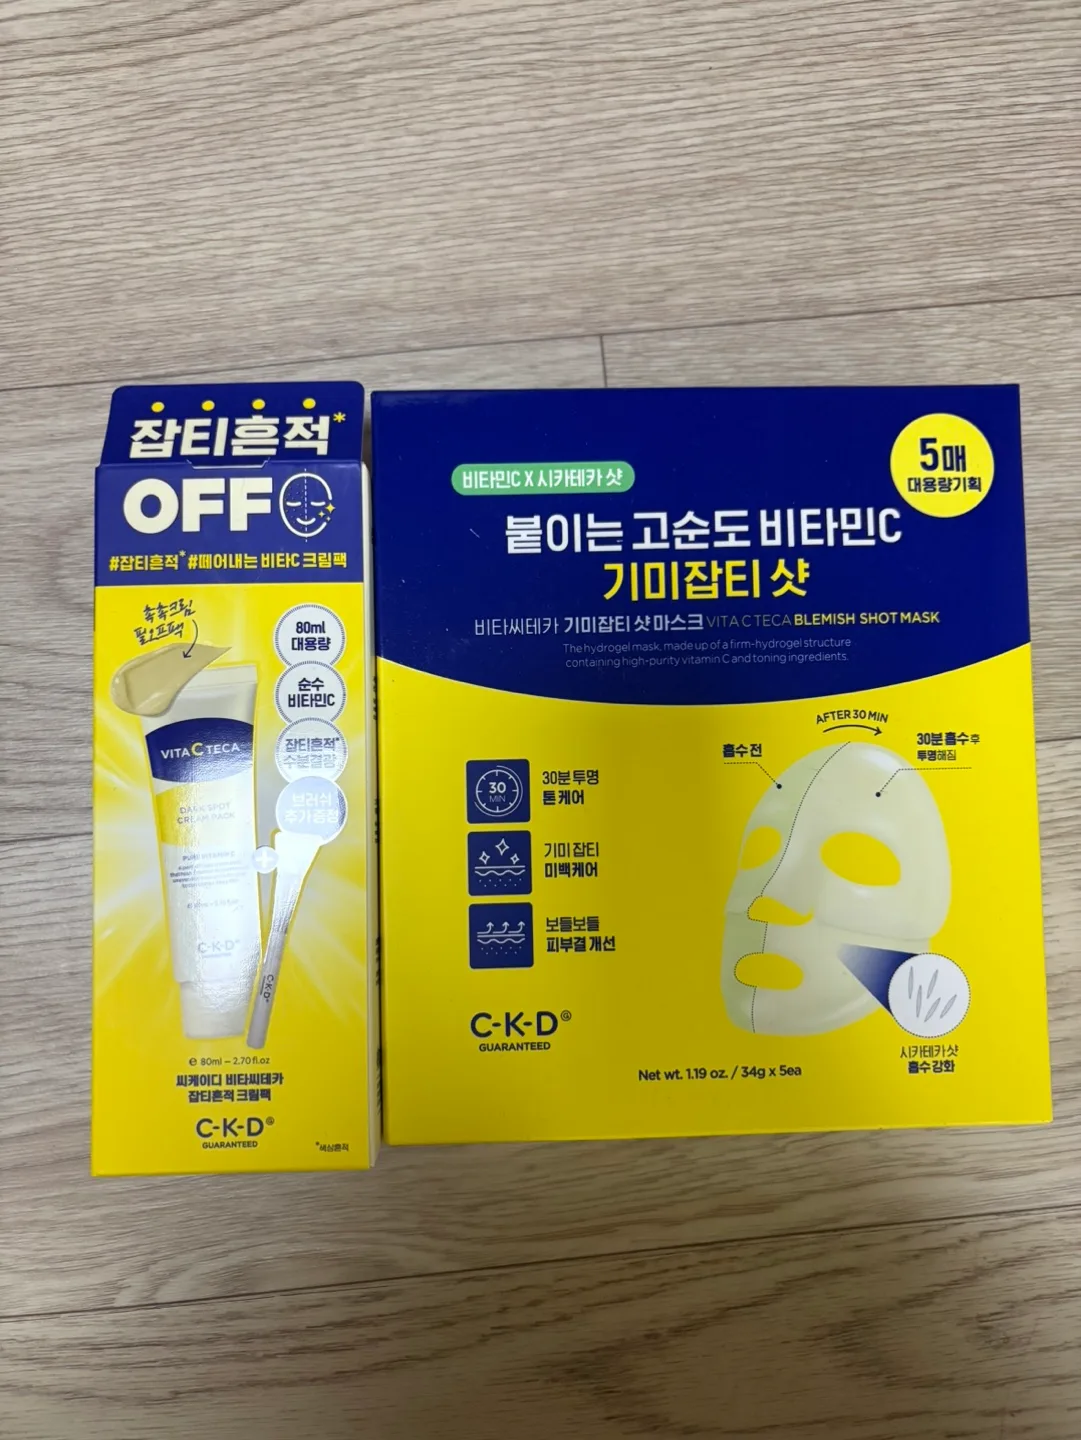 잡티흔적*
OFF
#잡티흔적* #떼어내는 비타C 크림팩
촉촉크림
필오프팩
80ml
대용량
순수
비타민C
잡티흔적*
수분결광
브러쉬
추가증정
VITA C TECA
DARK SPOT
CREAM PACK
PURE VITAMIN C
+
C-K-D
C-K-D
℮ 80ml – 2.70 fl.oz
씨케이디 비타씨테카
잡티흔적 크림팩
C-K-D G
GUARANTEED
*색상흔적
5매
대용량기획
비타민C X 시카테카 샷
붙이는 고순도 비타민C
기미잡티 샷
비타씨테카 기미잡티 샷 마스크 VITA C TECA BLEMISH SHOT MASK
The hydrogel mask, made up of a firm-hydrogel structure
containing high-purity vitamin C and toning ingredients.
AFTER 30 MIN
흡수 전
30분 흡수 후
투명해짐
30
MIN
30분 투명
톤 케어
기미 잡티
미백케어
보들보들
피부결 개선
C-K-D G
GUARANTEED
시카테카 샷
흡수 강화
Net wt. 1.19 oz. / 34g x 5ea